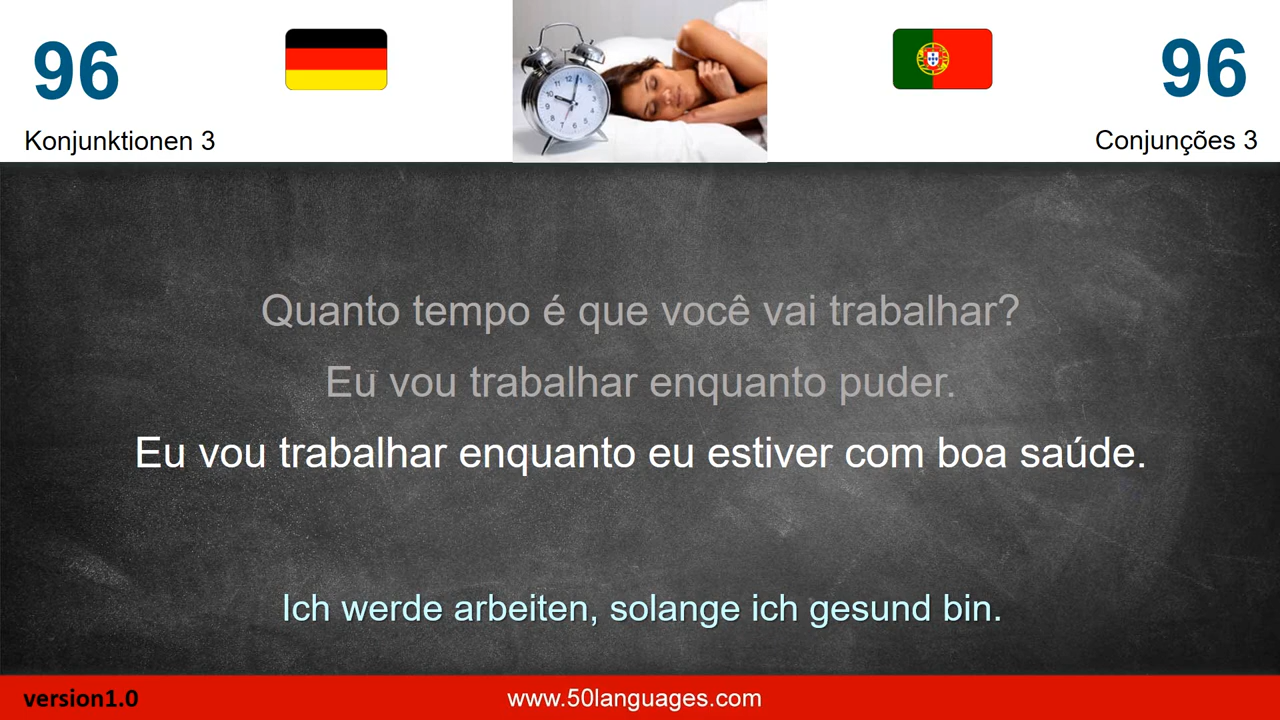 96
96
Konjunktionen 3
Conjunções 3
Quanto tempo é que você vai trabalhar?
Eu vou trabalhar enquanto puder.
Eu vou trabalhar enquanto eu estiver com boa saúde.
Ich werde arbeiten, solange ich gesund bin.
version1.0
www.50languages.com